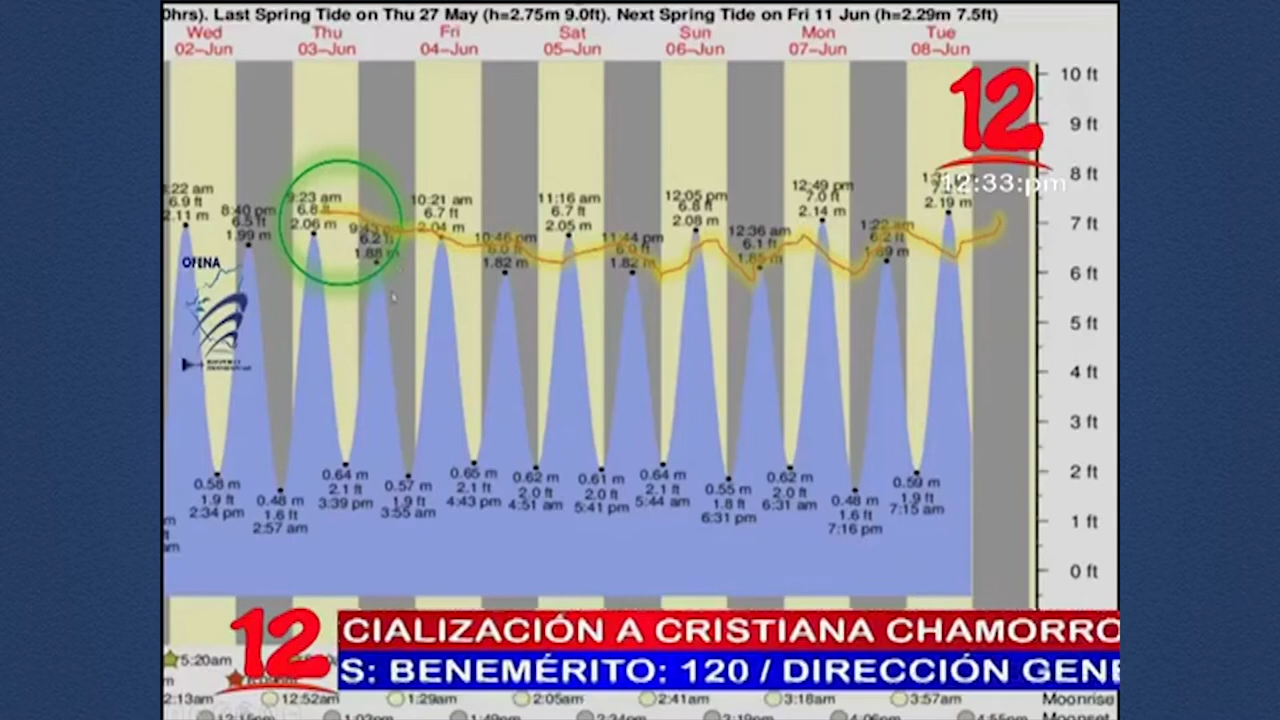 0hrs). Last Spring Tide on Thu 27 May (h=2.75m 9.0ft). Next Spring Tide on Fri 11 Jun (h=2.29m 7.5ft)
Wed Thu Fri Sat Sun Mon Tue
02-Jun 03-Jun 04-Jun 05-Jun 06-Jun 07-Jun 08-Jun
10 ft
9 ft
8 ft
7 ft
6 ft
5 ft
4 ft
3 ft
2 ft
1 ft
0 ft
12
12:33:pm
:22 am
6.9 ft
2.11 m
8:40 pm
6.5 ft
1.99 m
9:23 am
6.8 ft
2.06 m
6.2 ft
1.88 m
10:21 am
6.7 ft
2.04 m
10:46 pm
6.0 ft
1.82 m
11:16 am
6.7 ft
2.05 m
11:44 pm
6.0 ft
1.82 m
12:05 pm
6.8 ft
2.08 m
12:36 am
6.1 ft
1.85 m
12:49 pm
7.0 ft
2.14 m
1:22 am
6.2 ft
2.19 m
OFENA
0.58 m
1.9 ft
2:34 pm
0.48 m
1.6 ft
2:57 am
0.64 m
2.1 ft
3:39 pm
0.57 m
1.9 ft
3:55 am
0.65 m
2.1 ft
4:43 pm
0.62 m
2.0 ft
4:51 am
0.61 m
2.0 ft
5:41 pm
0.64 m
2.1 ft
5:44 am
0.55 m
1.8 ft
6:31 pm
0.62 m
2.0 ft
6:31 am
0.48 m
1.6 ft
7:16 pm
0.59 m
1.9 ft
7:15 am
12
CIALIZACIÓN A CRISTIANA CHAMORRO
S: BENEMÉRITO: 120 / DIRECCIÓN GENE
5:20am
2:13am 12:52am 1:29am 2:05am 2:41am 3:18am 3:57am Moonrise